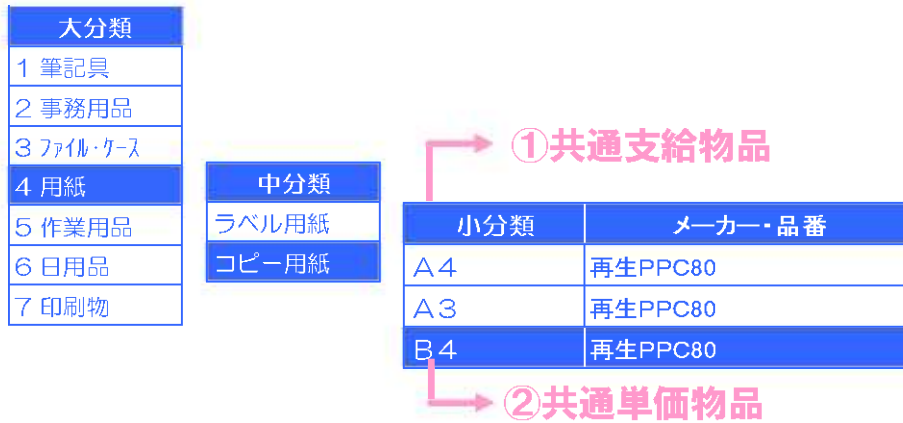 大分類
1 筆記具
2 事務用品
3 ファイル・ケース
4 用紙
5 作業用品
6 日用品
7 印刷物
中分類
ラベル用紙
コピー用紙
①共通支給物品
小分類 メーカー・品番
A4 再生PPC80
A3 再生PPC80
B4 再生PPC80
②共通単価物品